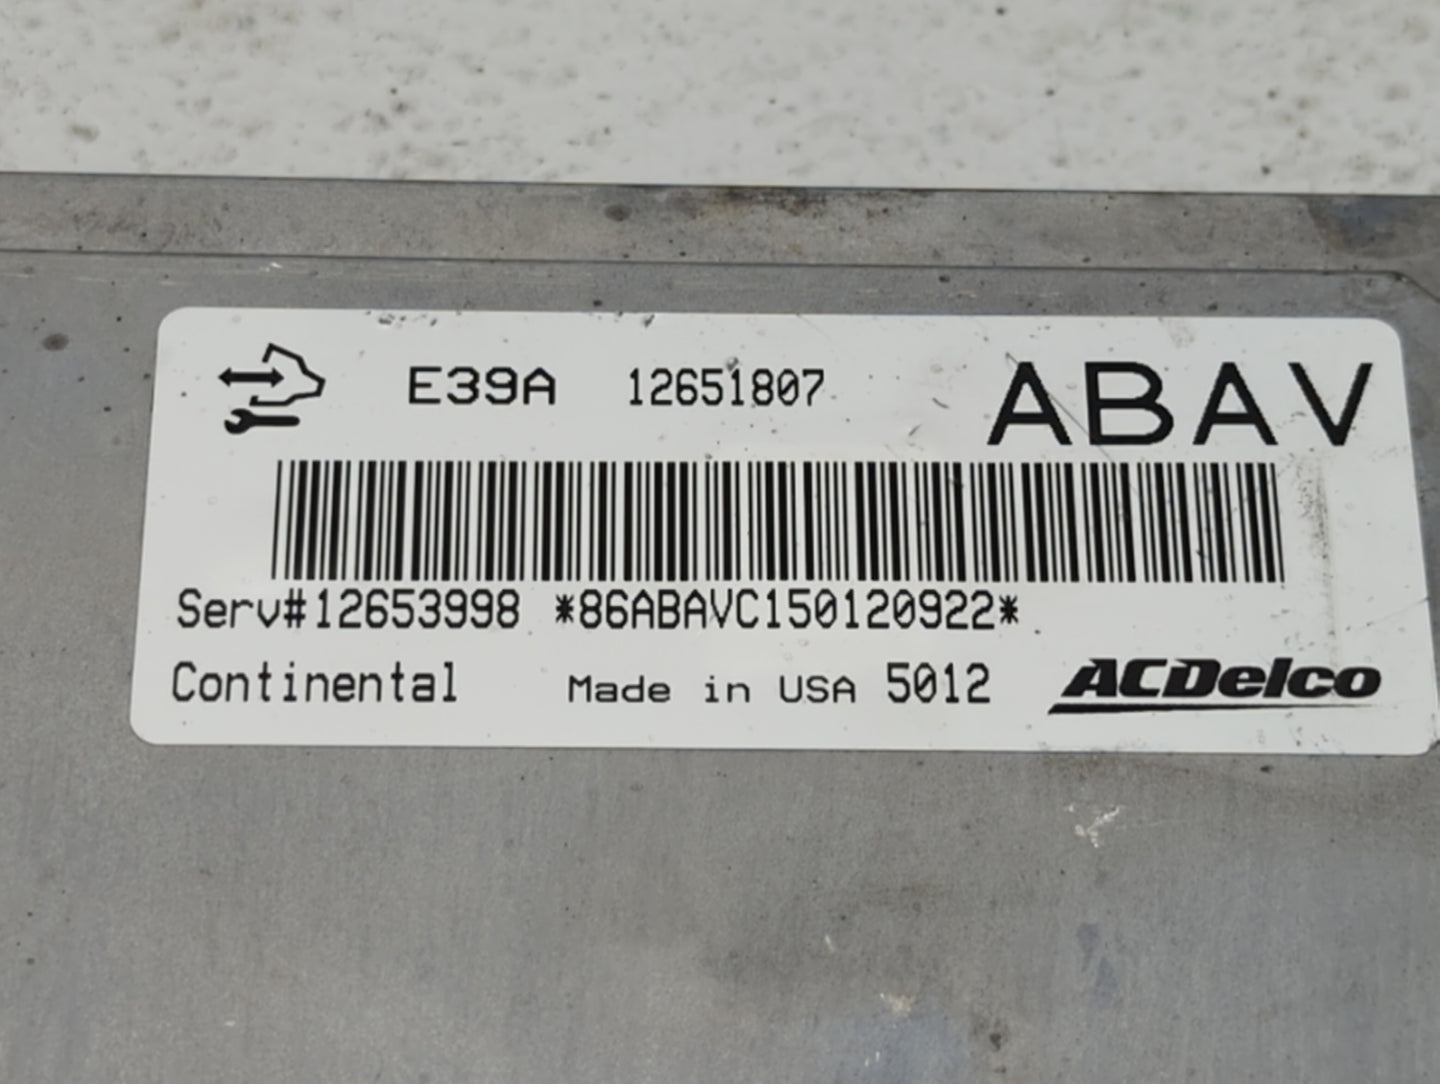 E39A 12651807 ABAV
Serv#12653998 *86ABAVC150120922*
Continental Made in USA 5012 ACDelco